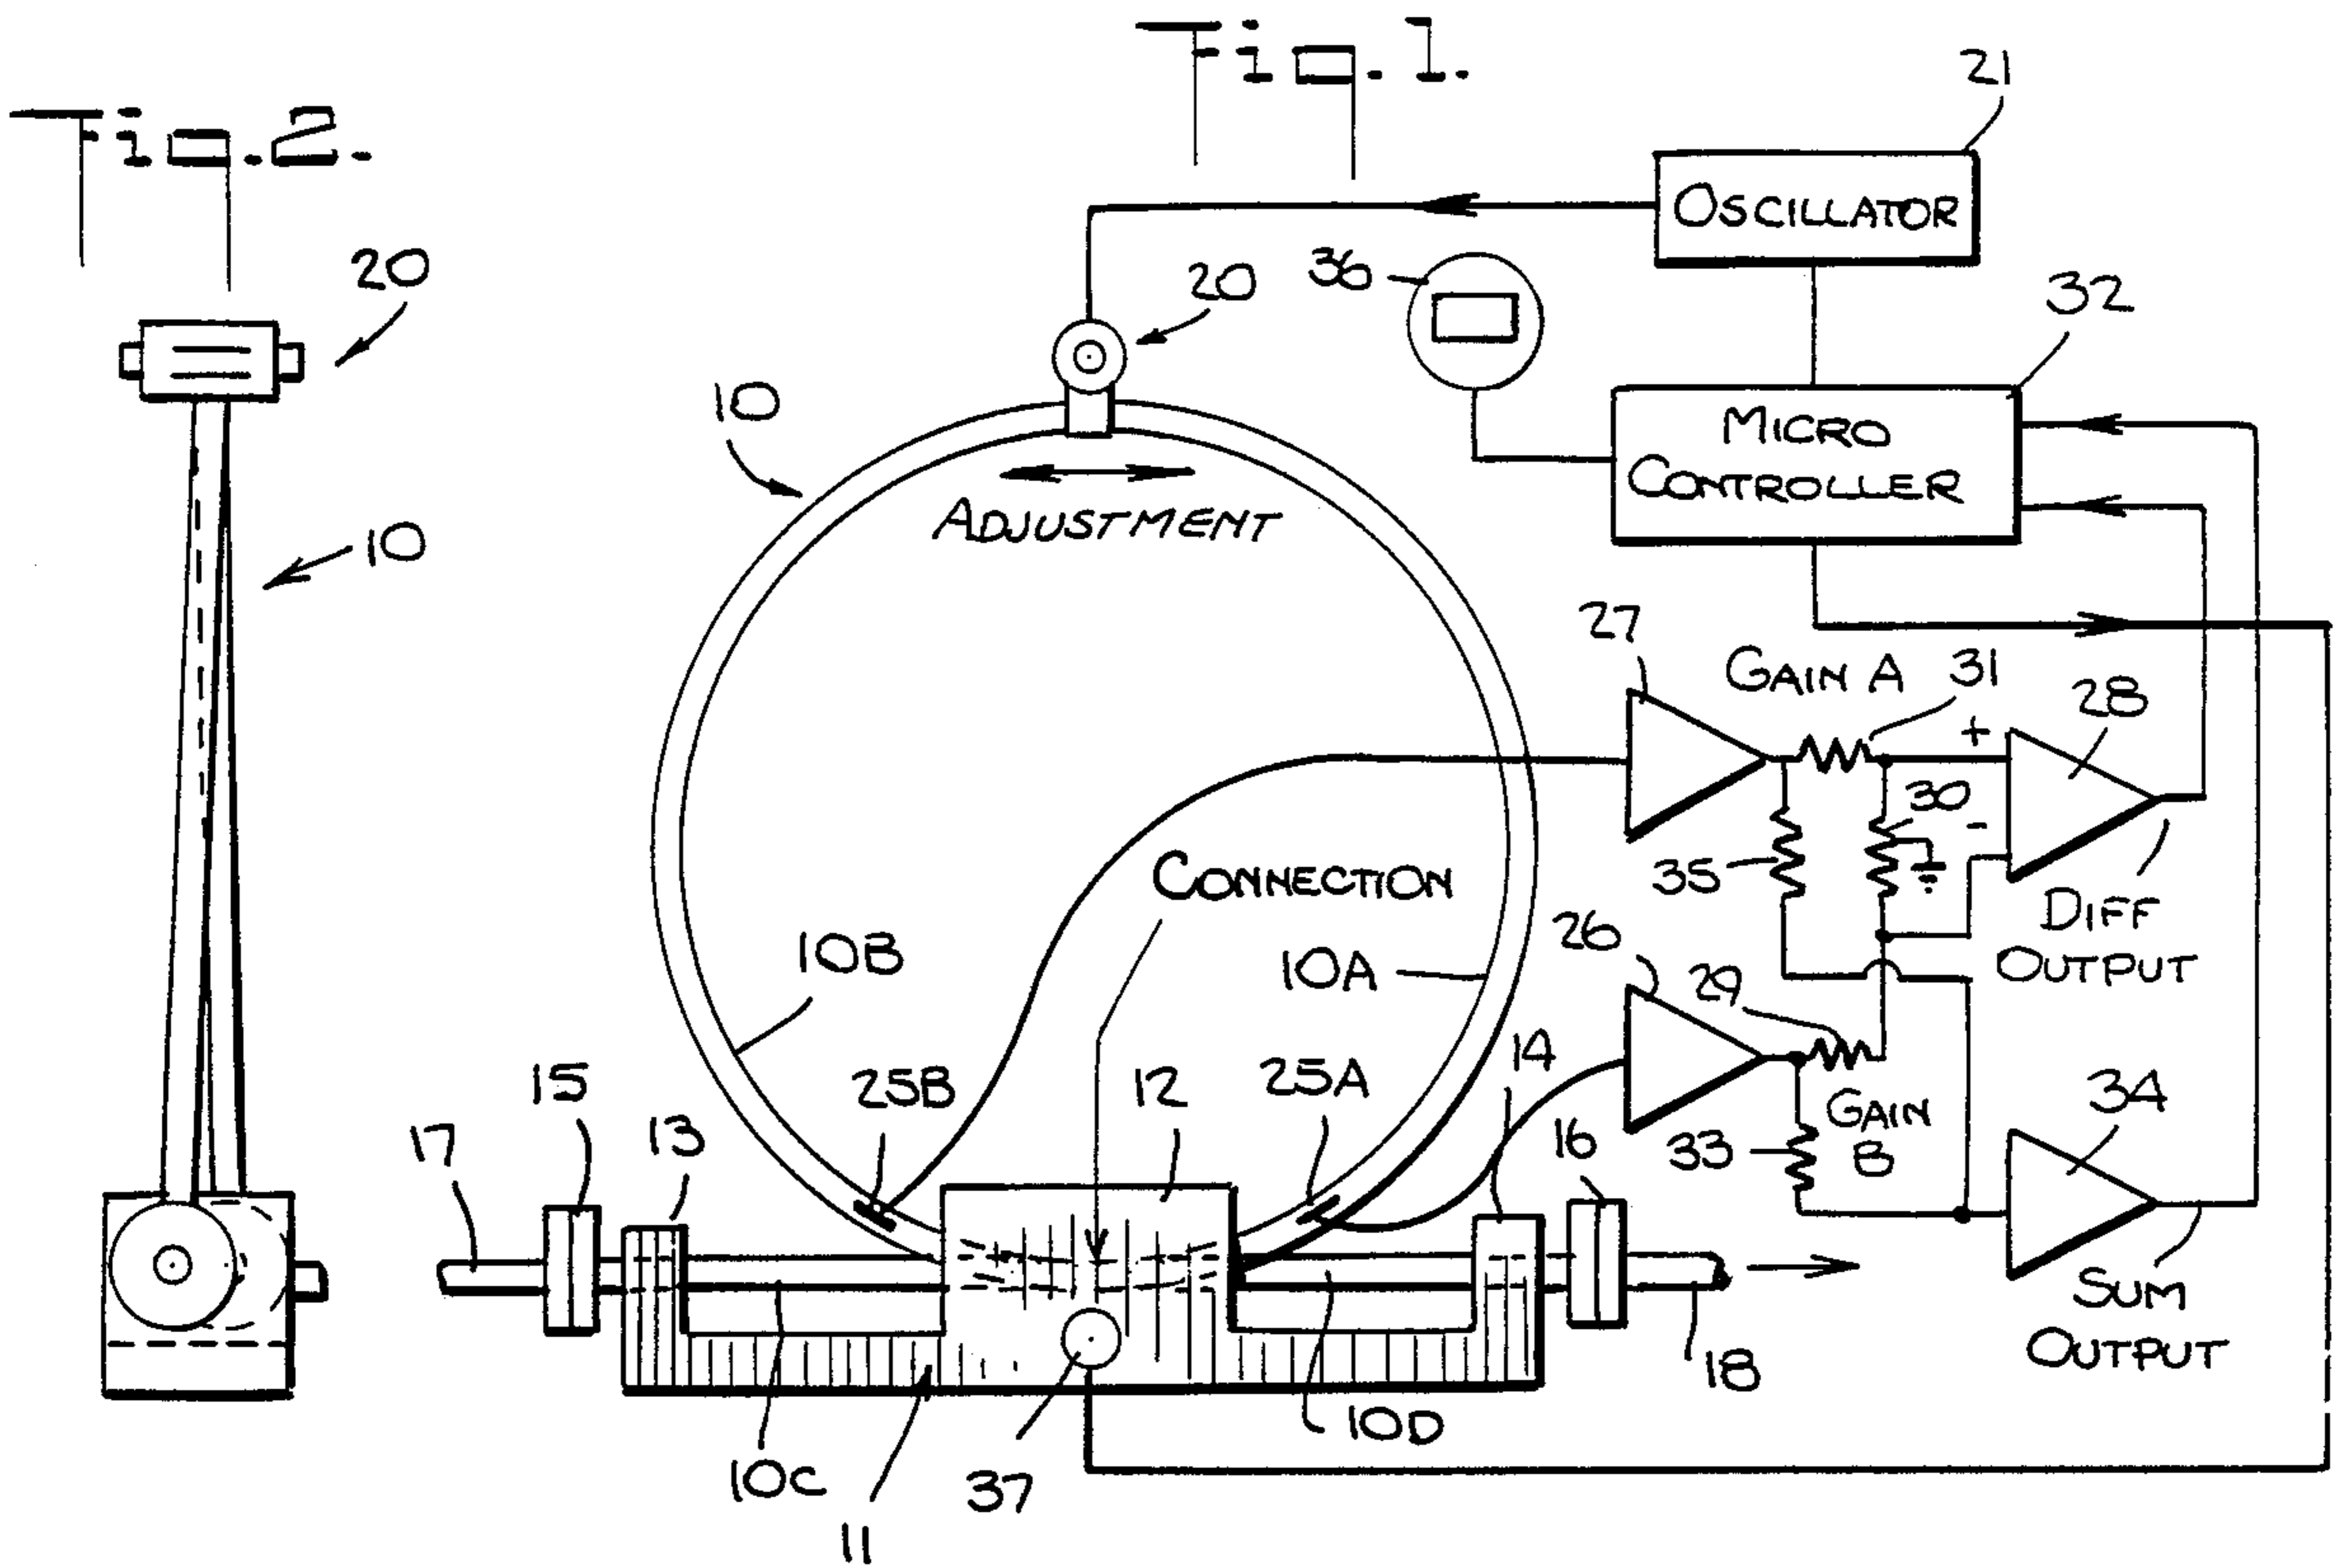 Fig. 1.
Fig. 2.
21
OSCILLATOR
20
36
20
32
10
MICRO
CONTROLLER
ADJUSTMENT
10
27
GAIN A
31
28
+
30
-
35
CONNECTION
DIFF
OUTPUT
26
29
10B
10A
14
25B
25A
15
12
34
GAIN
B
33
16
13
17
SUM
OUTPUT
18
10D
10C
37
11